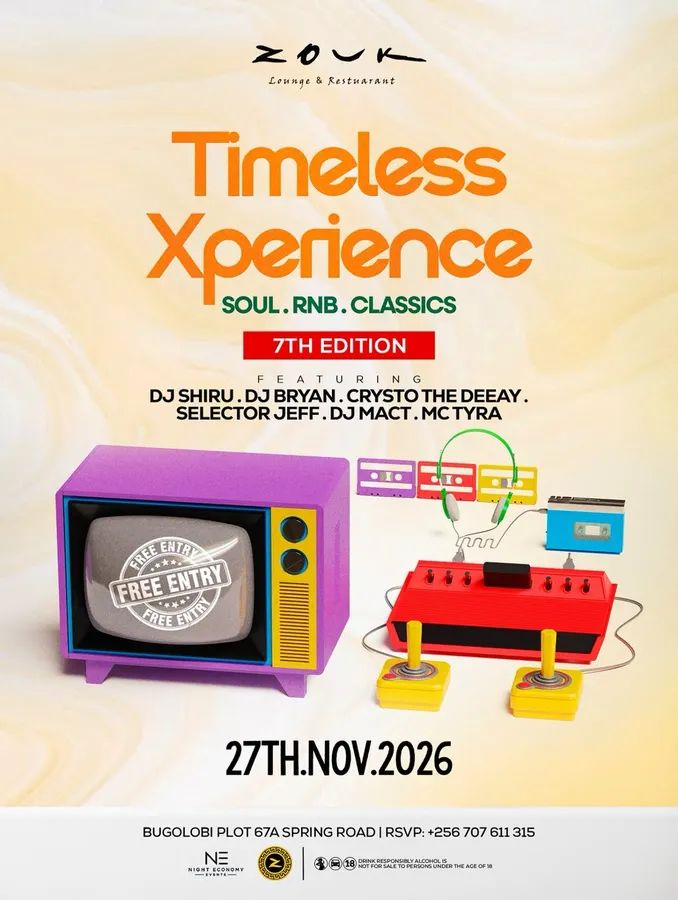 ZOUK
Lounge & Restuarant
Timeless
Xperience
SOUL . RNB . CLASSICS
7TH EDITION
FEATURING
DJ SHIRU . DJ BRYAN . CRYSTO THE DEEAY .
SELECTOR JEFF . DJ MACT . MC TYRA
FREE ENTRY
FREE ENTRY
FREE ENTRY
27TH.NOV.2026
BUGOLOBI PLOT 67A SPRING ROAD | RSVP: +256 707 611 315
NE
NIGHT ECONOMY
EVENTS
Z
18
DRINK RESPONSIBLY ALCOHOL IS
NOT FOR SALE TO PERSONS UNDER THE AGE OF 18